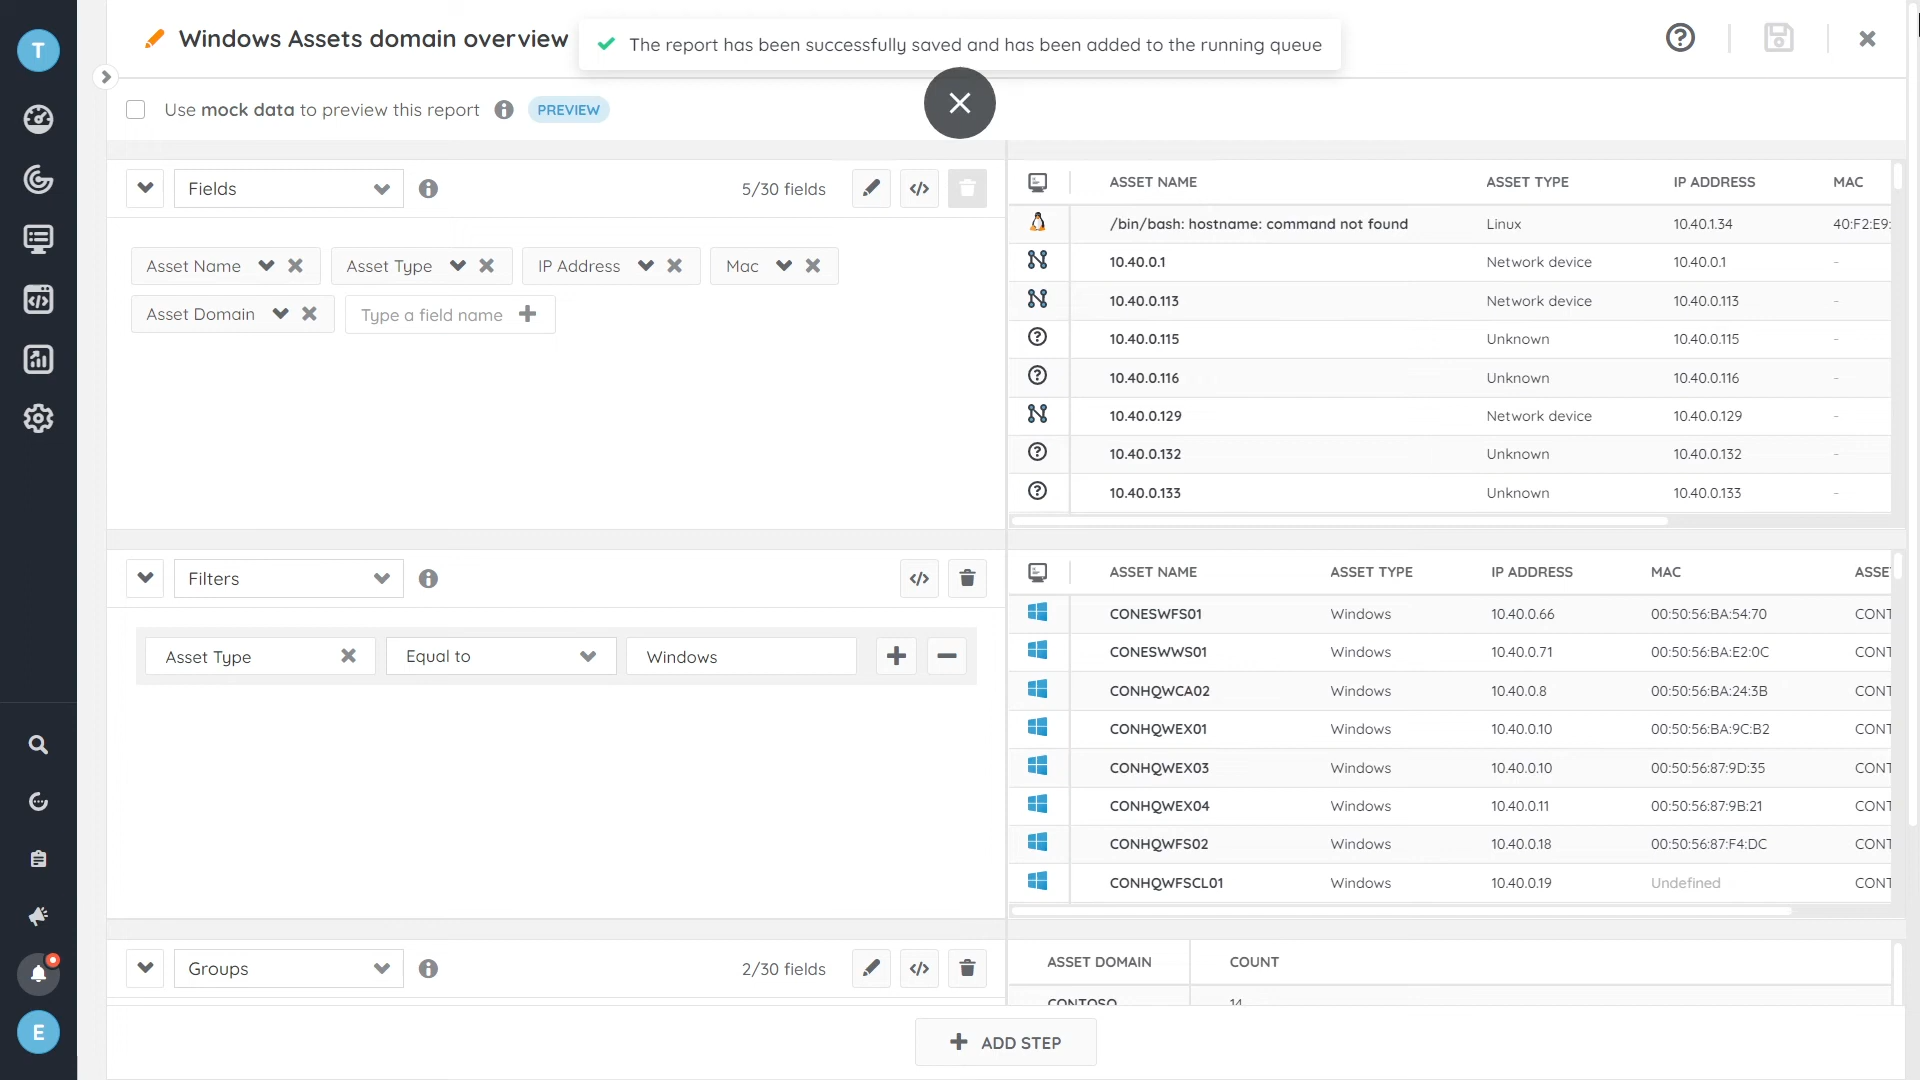 T
Windows Assets domain overview
The report has been successfully saved and has been added to the running queue
Use mock data to preview this report PREVIEW
Fields 5/30 fields
Asset Name Asset Type IP Address Mac
Asset Domain Type a field name
ASSET NAME ASSET TYPE IP ADDRESS MAC
/bin/bash: hostname: command not found Linux 10.40.1.34 40:F2:E9:
10.40.0.1 Network device 10.40.0.1 -
10.40.0.113 Network device 10.40.0.113 -
10.40.0.115 Unknown 10.40.0.115 -
10.40.0.116 Unknown 10.40.0.116 -
10.40.0.129 Network device 10.40.0.129 -
10.40.0.132 Unknown 10.40.0.132 -
10.40.0.133 Unknown 10.40.0.133 -
Filters
Asset Type Equal to Windows
ASSET NAME ASSET TYPE IP ADDRESS MAC ASSE
CONESWFS01 Windows 10.40.0.66 00:50:56:BA:54:70 CONT
CONESWWS01 Windows 10.40.0.71 00:50:56:BA:E2:0C CONT
CONHQWCA02 Windows 10.40.0.8 00:50:56:BA:24:3B CONT
CONHQWEX01 Windows 10.40.0.10 00:50:56:BA:9C:B2 CONT
CONHQWEX03 Windows 10.40.0.10 00:50:56:87:9D:35 CONT
CONHQWEX04 Windows 10.40.0.11 00:50:56:87:9B:21 CONT
CONHQWFS02 Windows 10.40.0.18 00:50:56:87:F4:DC CONT
CONHQWFSCL01 Windows 10.40.0.19 Undefined CONT
Groups 2/30 fields
ASSET DOMAIN COUNT
CONTOSO 14
ADD STEP
E